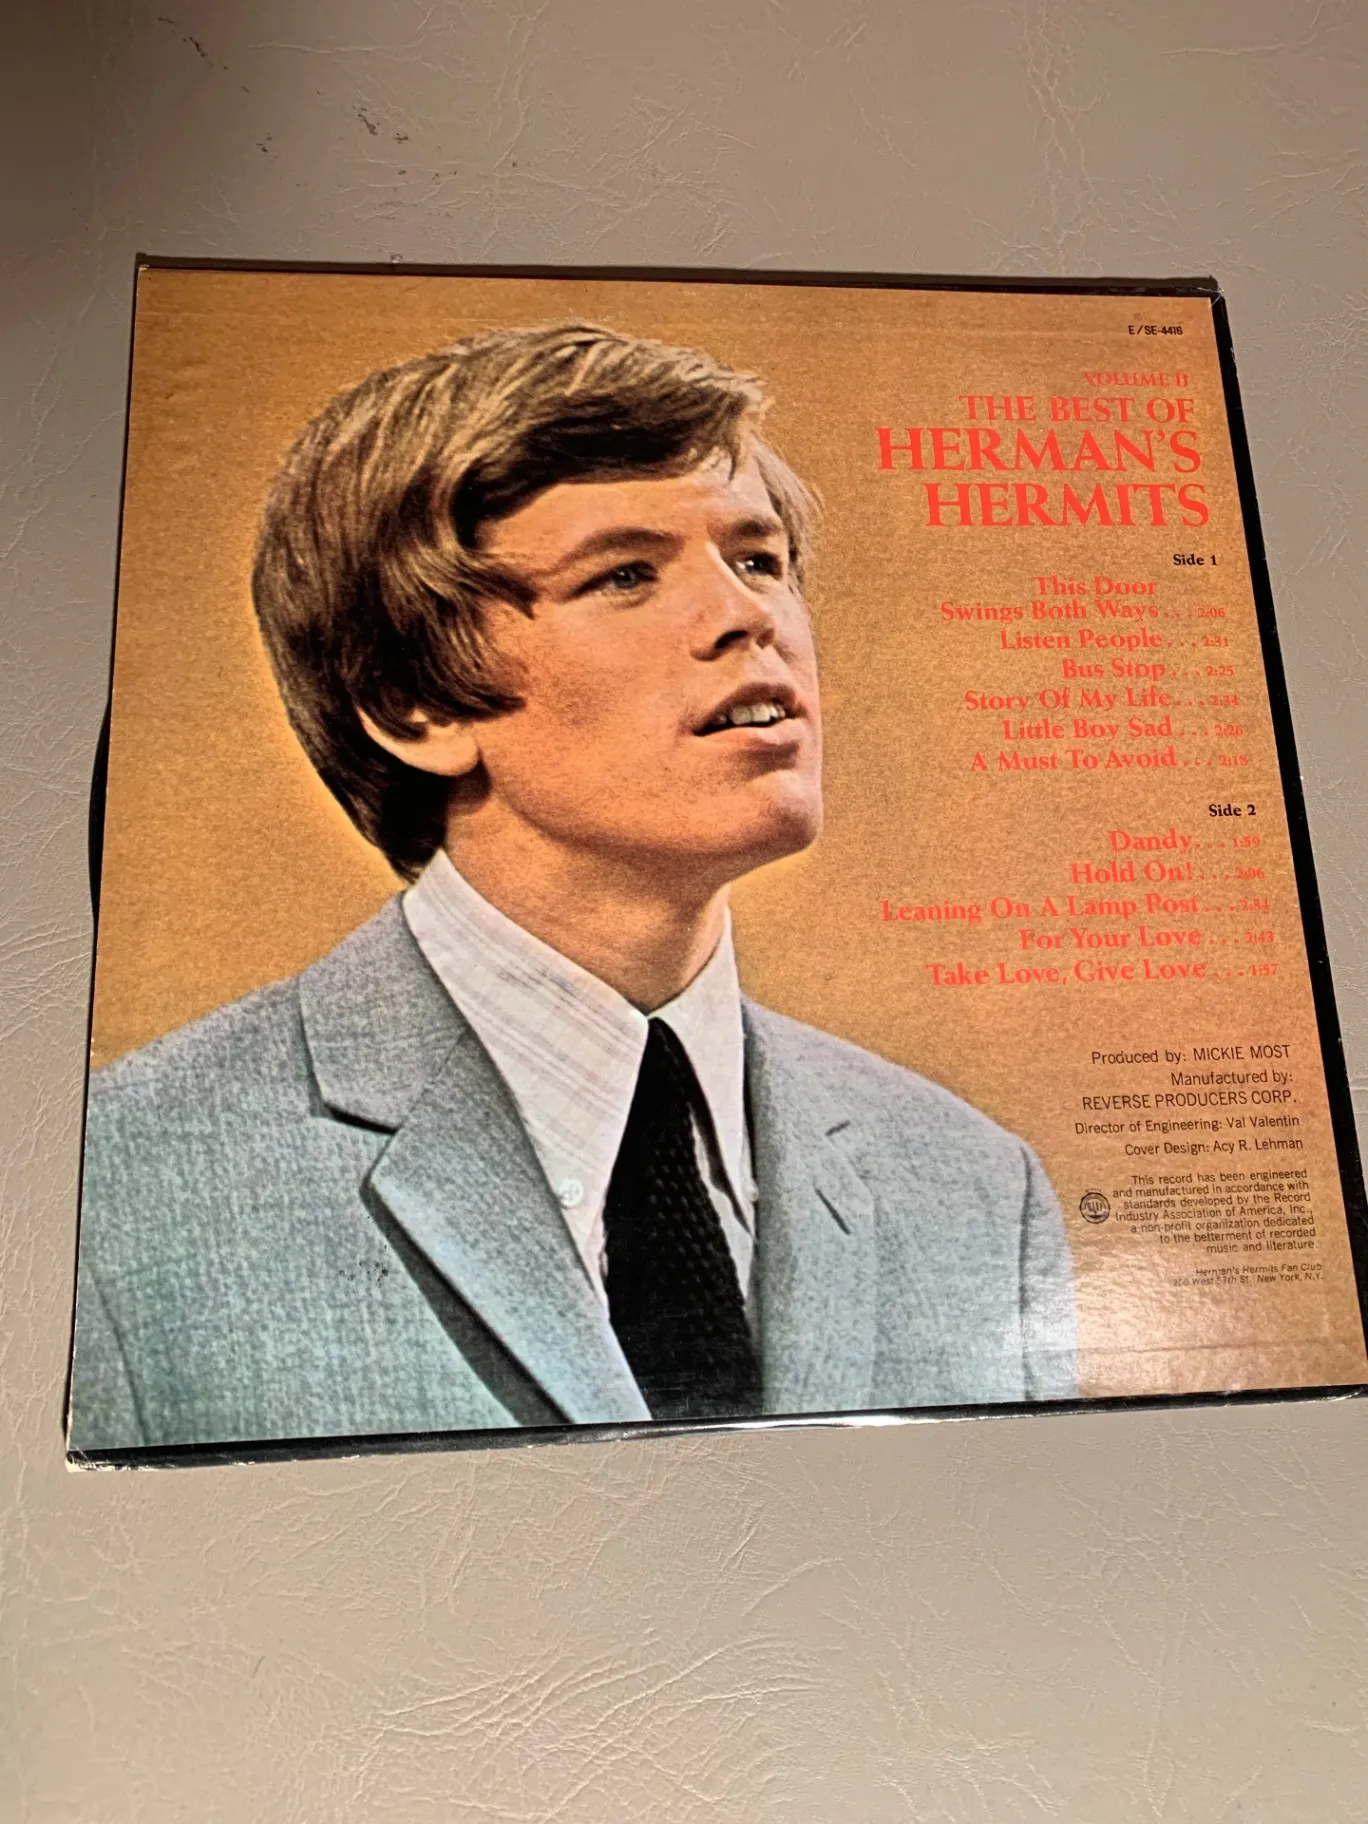 E/SE-4416
VOLUME II
THE BEST OF
HERMAN'S
HERMITS
Side 1
This Door
Swings Both Ways . . . 2:06
Listen People . . . 2:31
Bus Stop . . . 2:25
Story Of My Life . . . 2:34
Little Boy Sad . . . 2:26
A Must To Avoid . . . 2:18
Side 2
Dandy . . . 1:59
Hold On! . . . 2:06
Leaning On A Lamp Post . . . 2:34
For Your Love . . . 2:43
Take Love, Give Love . . . 1:57
Produced by: MICKIE MOST
Manufactured by:
REVERSE PRODUCERS CORP.
Director of Engineering: Val Valentin
Cover Design: Acy R. Lehman
This record has been engineered
and manufactured in accordance with
standards developed by the Record
Industry Association of America, Inc.,
a non-profit organization dedicated
to the betterment of recorded
music and literature.
Herman's Hermits Fan Club
200 West 57th St. New York, N.Y.